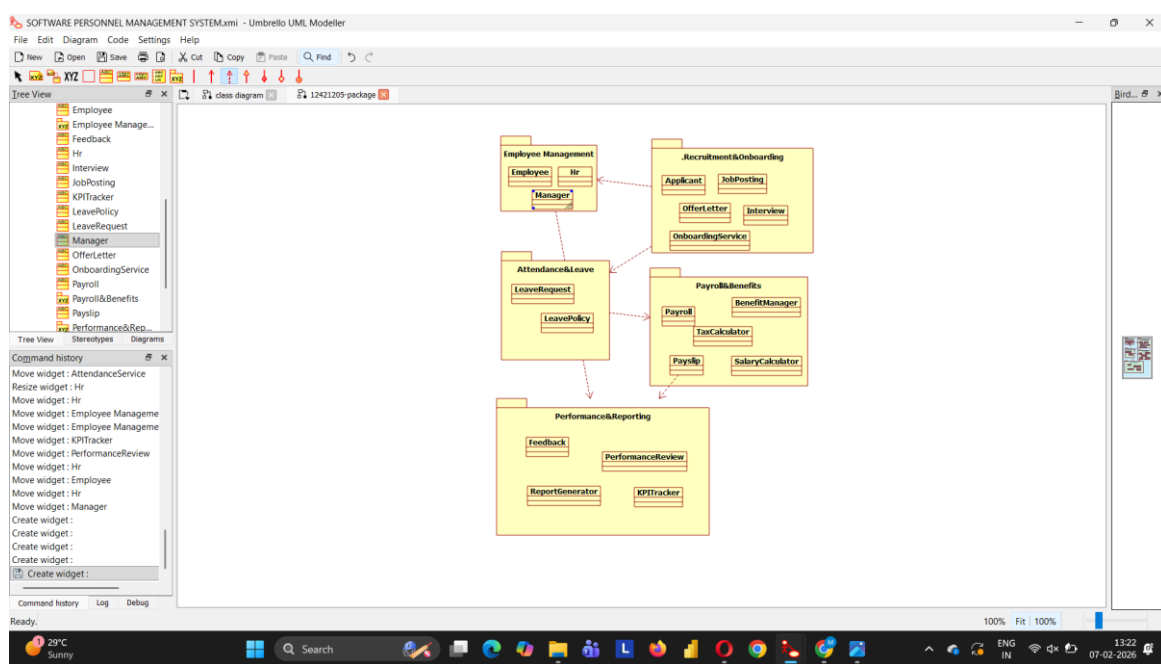 SOFTWARE PERSONNEL MANAGEMENT SYSTEM.xmi - Umbrello UML Modeller
File Edit Diagram Code Settings Help
New Open Save Cut Copy Paste Find
XYZ
Tree View
class diagram
12421205-package
Bird...
Employee
Employee Manage...
Feedback
Hr
Interview
JobPosting
KPITracker
LeavePolicy
LeaveRequest
Manager
OfferLetter
OnboardingService
Payroll
Payroll&Benefits
Payslip
Performance&Rep...
Tree View Stereotypes Diagrams
Command history
Move widget : AttendanceService
Resize widget : Hr
Move widget : Hr
Move widget : Employee Manageme
Move widget : Employee Manageme
Move widget : KPITracker
Move widget : PerformanceReview
Move widget : Hr
Move widget : Employee
Move widget : Hr
Move widget : Manager
Create widget :
Create widget :
Create widget :
Create widget :
Create widget :
Command history Log Debug
Employee Management
Employee Hr
Manager
.Recruitment&Onboarding
Applicant JobPosting
OfferLetter Interview
OnboardingService
Attendance&Leave
LeaveRequest
LeavePolicy
Payroll&Benefits
BenefitManager
Payroll
TaxCalculator
Payslip SalaryCalculator
Performance&Reporting
Feedback
PerformanceReview
ReportGenerator KPITracker
Ready.
100% Fit 100%
1
29°C
Sunny
Search
L
ENG
IN
13:22
07-02-2026